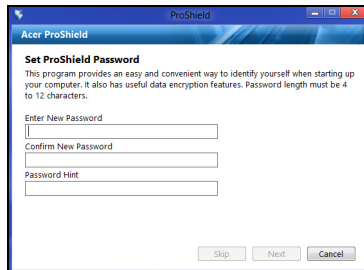 ProShield
Acer ProShield
Set ProShield Password
This program provides an easy and convenient way to identify yourself when starting up
your computer. It also has useful data encryption features. Password length must be 4
to 12 characters.
Enter New Password
Confirm New Password
Password Hint
Skip
Next
Cancel